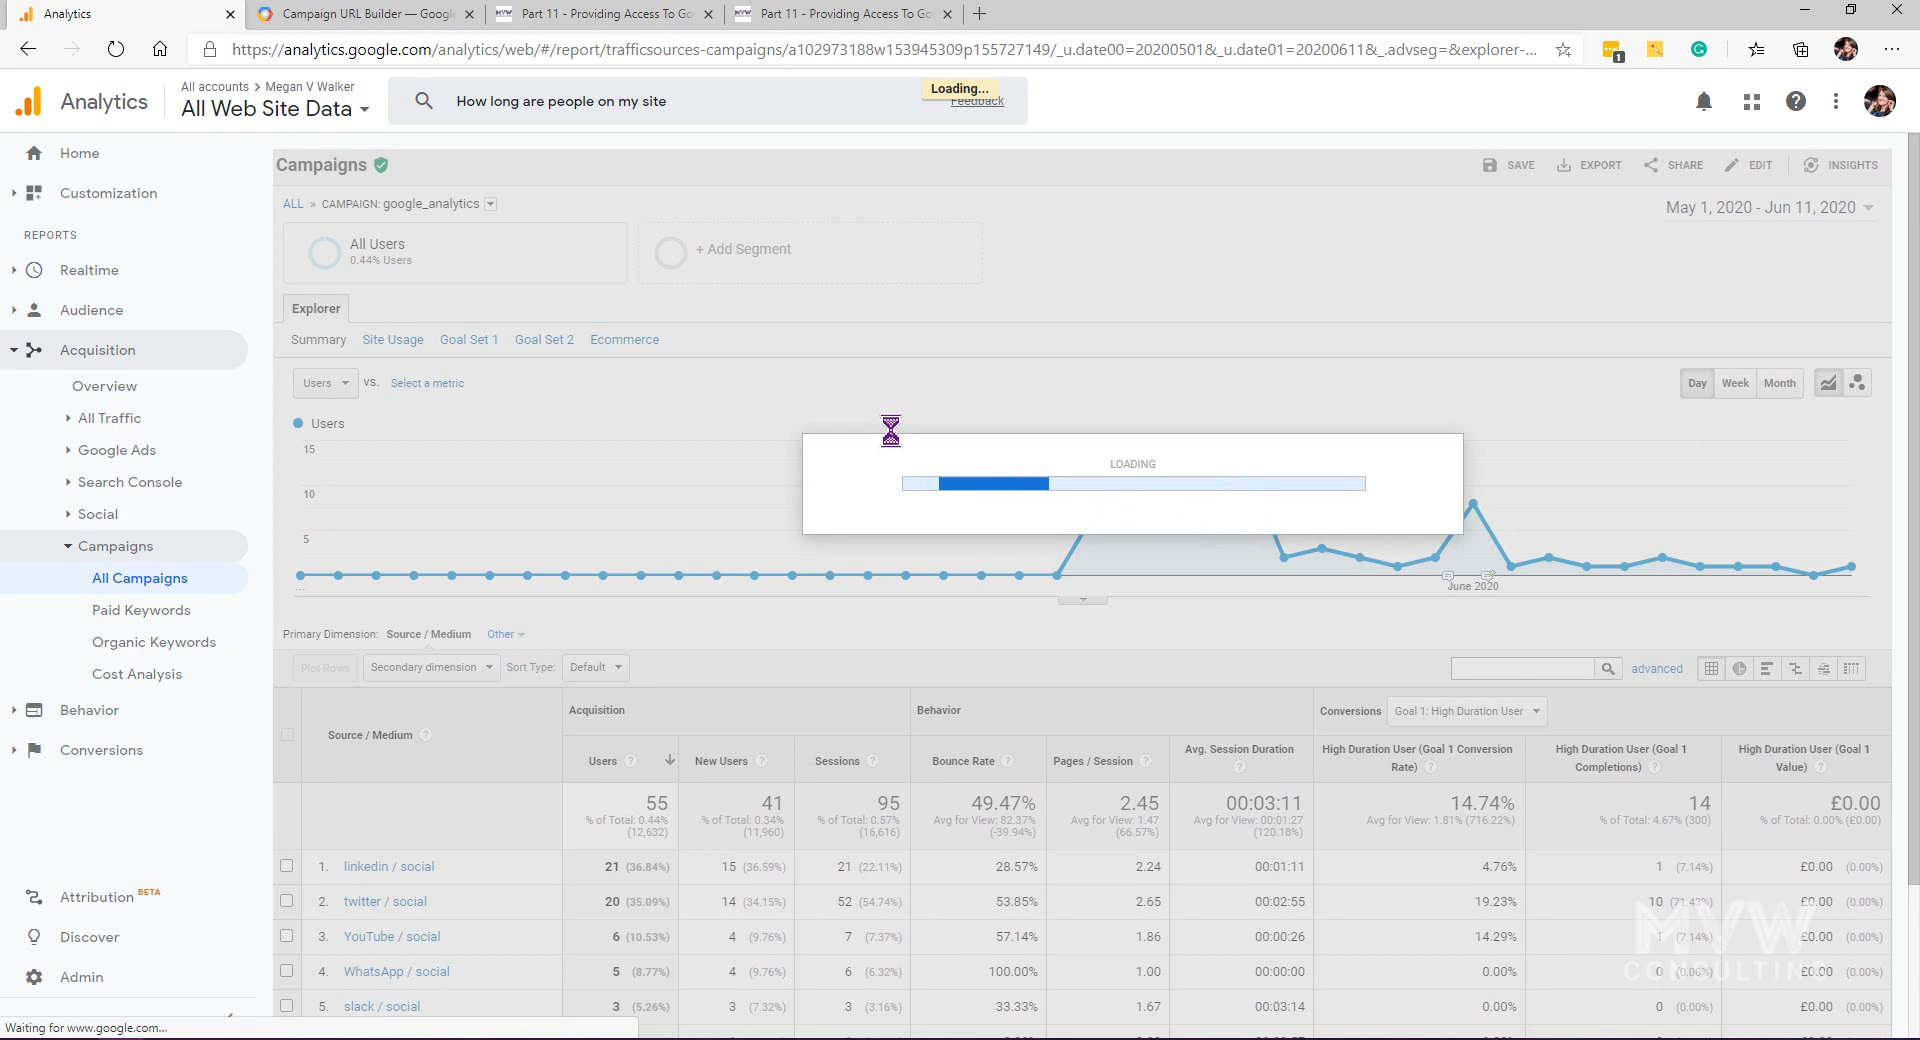 Analytics
Campaign URL Builder — Google
Part 11 - Providing Access To Go
Part 11 - Providing Access To Go
https://analytics.google.com/analytics/web/#/report/trafficsources-campaigns/a102973188w153945309p155727149/_u.date00=20200501&_u.date01=20200611&_.advseg=&explorer-...
1
Analytics
All accounts > Megan V Walker
All Web Site Data
How long are people on my site
Loading...
Feedback
Home
Customization
REPORTS
Realtime
Audience
Acquisition
Overview
All Traffic
Google Ads
Search Console
Social
Campaigns
All Campaigns
Paid Keywords
Organic Keywords
Cost Analysis
Behavior
Conversions
Attribution BETA
Discover
Admin
Waiting for www.google.com...
Campaigns
SAVE EXPORT SHARE EDIT INSIGHTS
ALL » CAMPAIGN: google_analytics
May 1, 2020 - Jun 11, 2020
All Users
0.44% Users
+ Add Segment
Explorer
Summary Site Usage Goal Set 1 Goal Set 2 Ecommerce
Users VS. Select a metric
Day Week Month
Users
15
10
5
...
June 2020
LOADING
Primary Dimension: Source / Medium Other
Plot Rows Secondary dimension Sort Type: Default
advanced
Source / Medium ?
Acquisition
Behavior
Conversions Goal 1: High Duration User
Users ? New Users ? Sessions ? Bounce Rate ? Pages / Session ? Avg. Session Duration ? High Duration User (Goal 1 Conversion Rate) ? High Duration User (Goal 1 Completions) ? High Duration User (Goal 1 Value) ?
55 41 95 49.47% 2.45 00:03:11 14.74% 14 £0.00
% of Total: 0.44% (12,632) % of Total: 0.34% (11,960) % of Total: 0.57% (16,616) Avg for View: 82.37% (-39.94%) Avg for View: 1.47 (66.57%) Avg for View: 00:01:27 (120.18%) Avg for View: 1.81% (716.22%) % of Total: 4.67% (300) % of Total: 0.00% (£0.00)
1. linkedin / social 21 (36.84%) 15 (36.59%) 21 (22.11%) 28.57% 2.24 00:01:11 4.76% 1 (7.14%) £0.00 (0.00%)
2. twitter / social 20 (35.09%) 14 (34.15%) 52 (54.74%) 53.85% 2.65 00:02:55 19.23% 10 (71.43%) £0.00 (0.00%)
3. YouTube / social 6 (10.53%) 4 (9.76%) 7 (7.37%) 57.14% 1.86 00:00:26 14.29% 1 (7.14%) £0.00 (0.00%)
4. WhatsApp / social 5 (8.77%) 4 (9.76%) 6 (6.32%) 100.00% 1.00 00:00:00 0.00% 0 (0.00%) £0.00 (0.00%)
5. slack / social 3 (5.26%) 3 (7.32%) 3 (3.16%) 33.33% 1.67 00:03:14 0.00% 0 (0.00%) £0.00 (0.00%)
MVW
CONSULTING